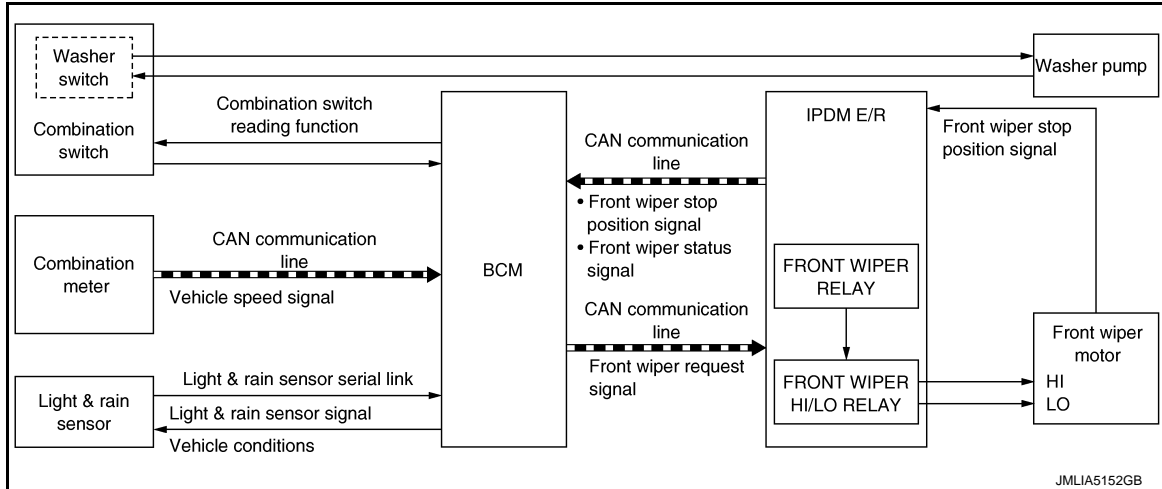 Washer
switch
Combination
switch
Combination switch
reading function
Combination
meter
CAN communication
line
Vehicle speed signal
Light & rain
sensor
Light & rain sensor serial link
Light & rain sensor signal
Vehicle conditions
BCM
CAN communication
line
• Front wiper stop
position signal
• Front wiper status
signal
CAN communication
line
Front wiper request
signal
IPDM E/R
FRONT WIPER
RELAY
FRONT WIPER
HI/LO RELAY
Washer pump
Front wiper stop
position signal
Front wiper
motor
HI
LO
JMLIA5152GB